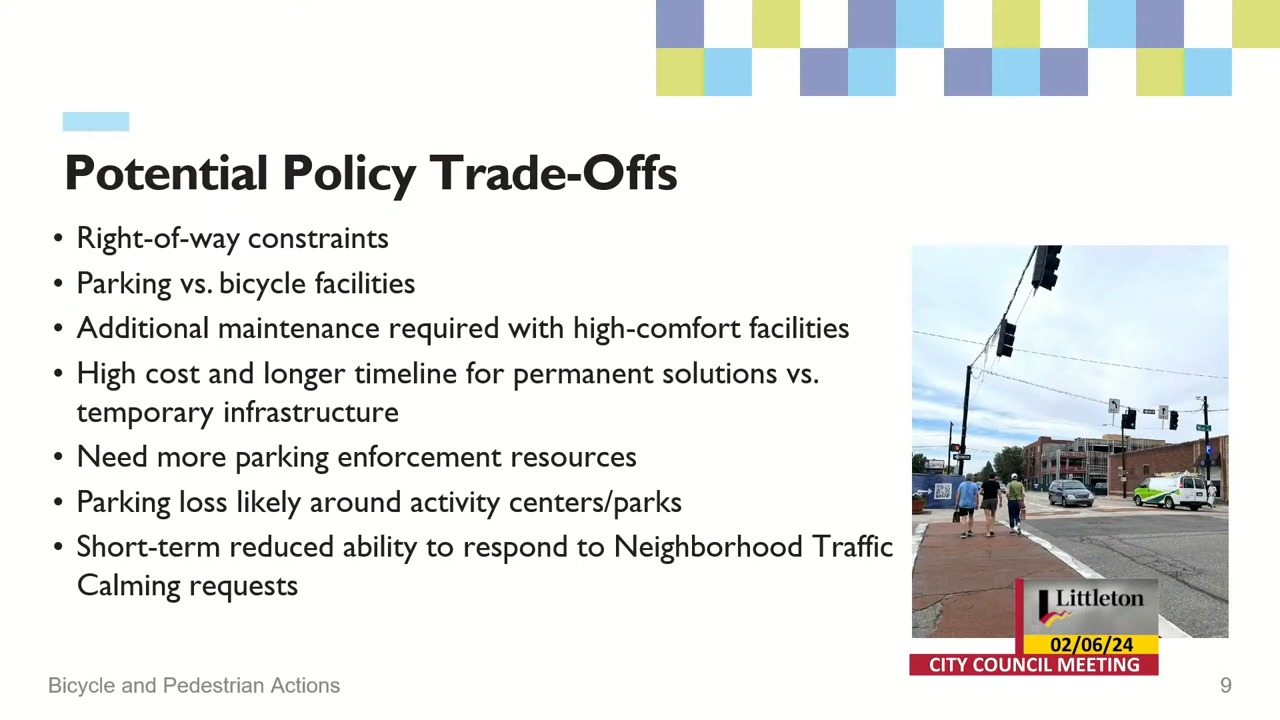 Potential Policy Trade-Offs
• Right-of-way constraints
• Parking vs. bicycle facilities
• Additional maintenance required with high-comfort facilities
• High cost and longer timeline for permanent solutions vs.
temporary infrastructure
• Need more parking enforcement resources
• Parking loss likely around activity centers/parks
• Short-term reduced ability to respond to Neighborhood Traffic
Calming requests
Littleton
02/06/24
CITY COUNCIL MEETING
Bicycle and Pedestrian Actions
9